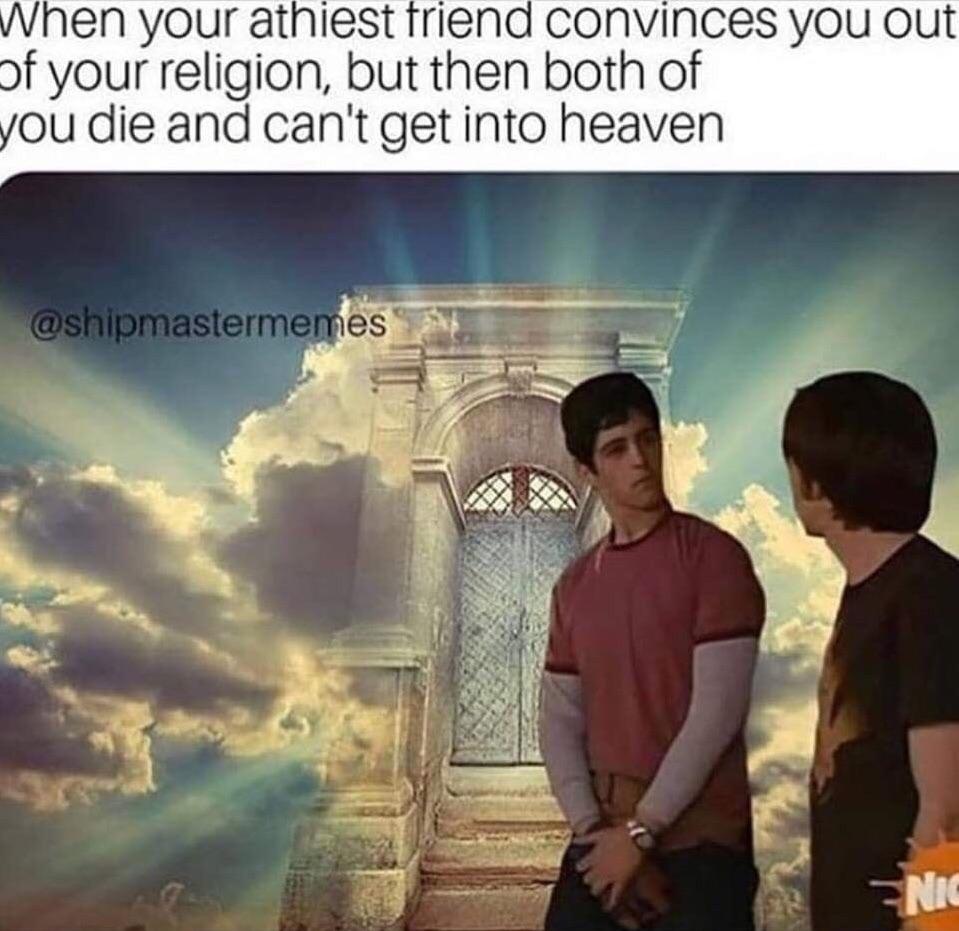 When your athiest friend convinces you out
of your religion, but then both of
you die and can't get into heaven
@shipmastermemes
NIC